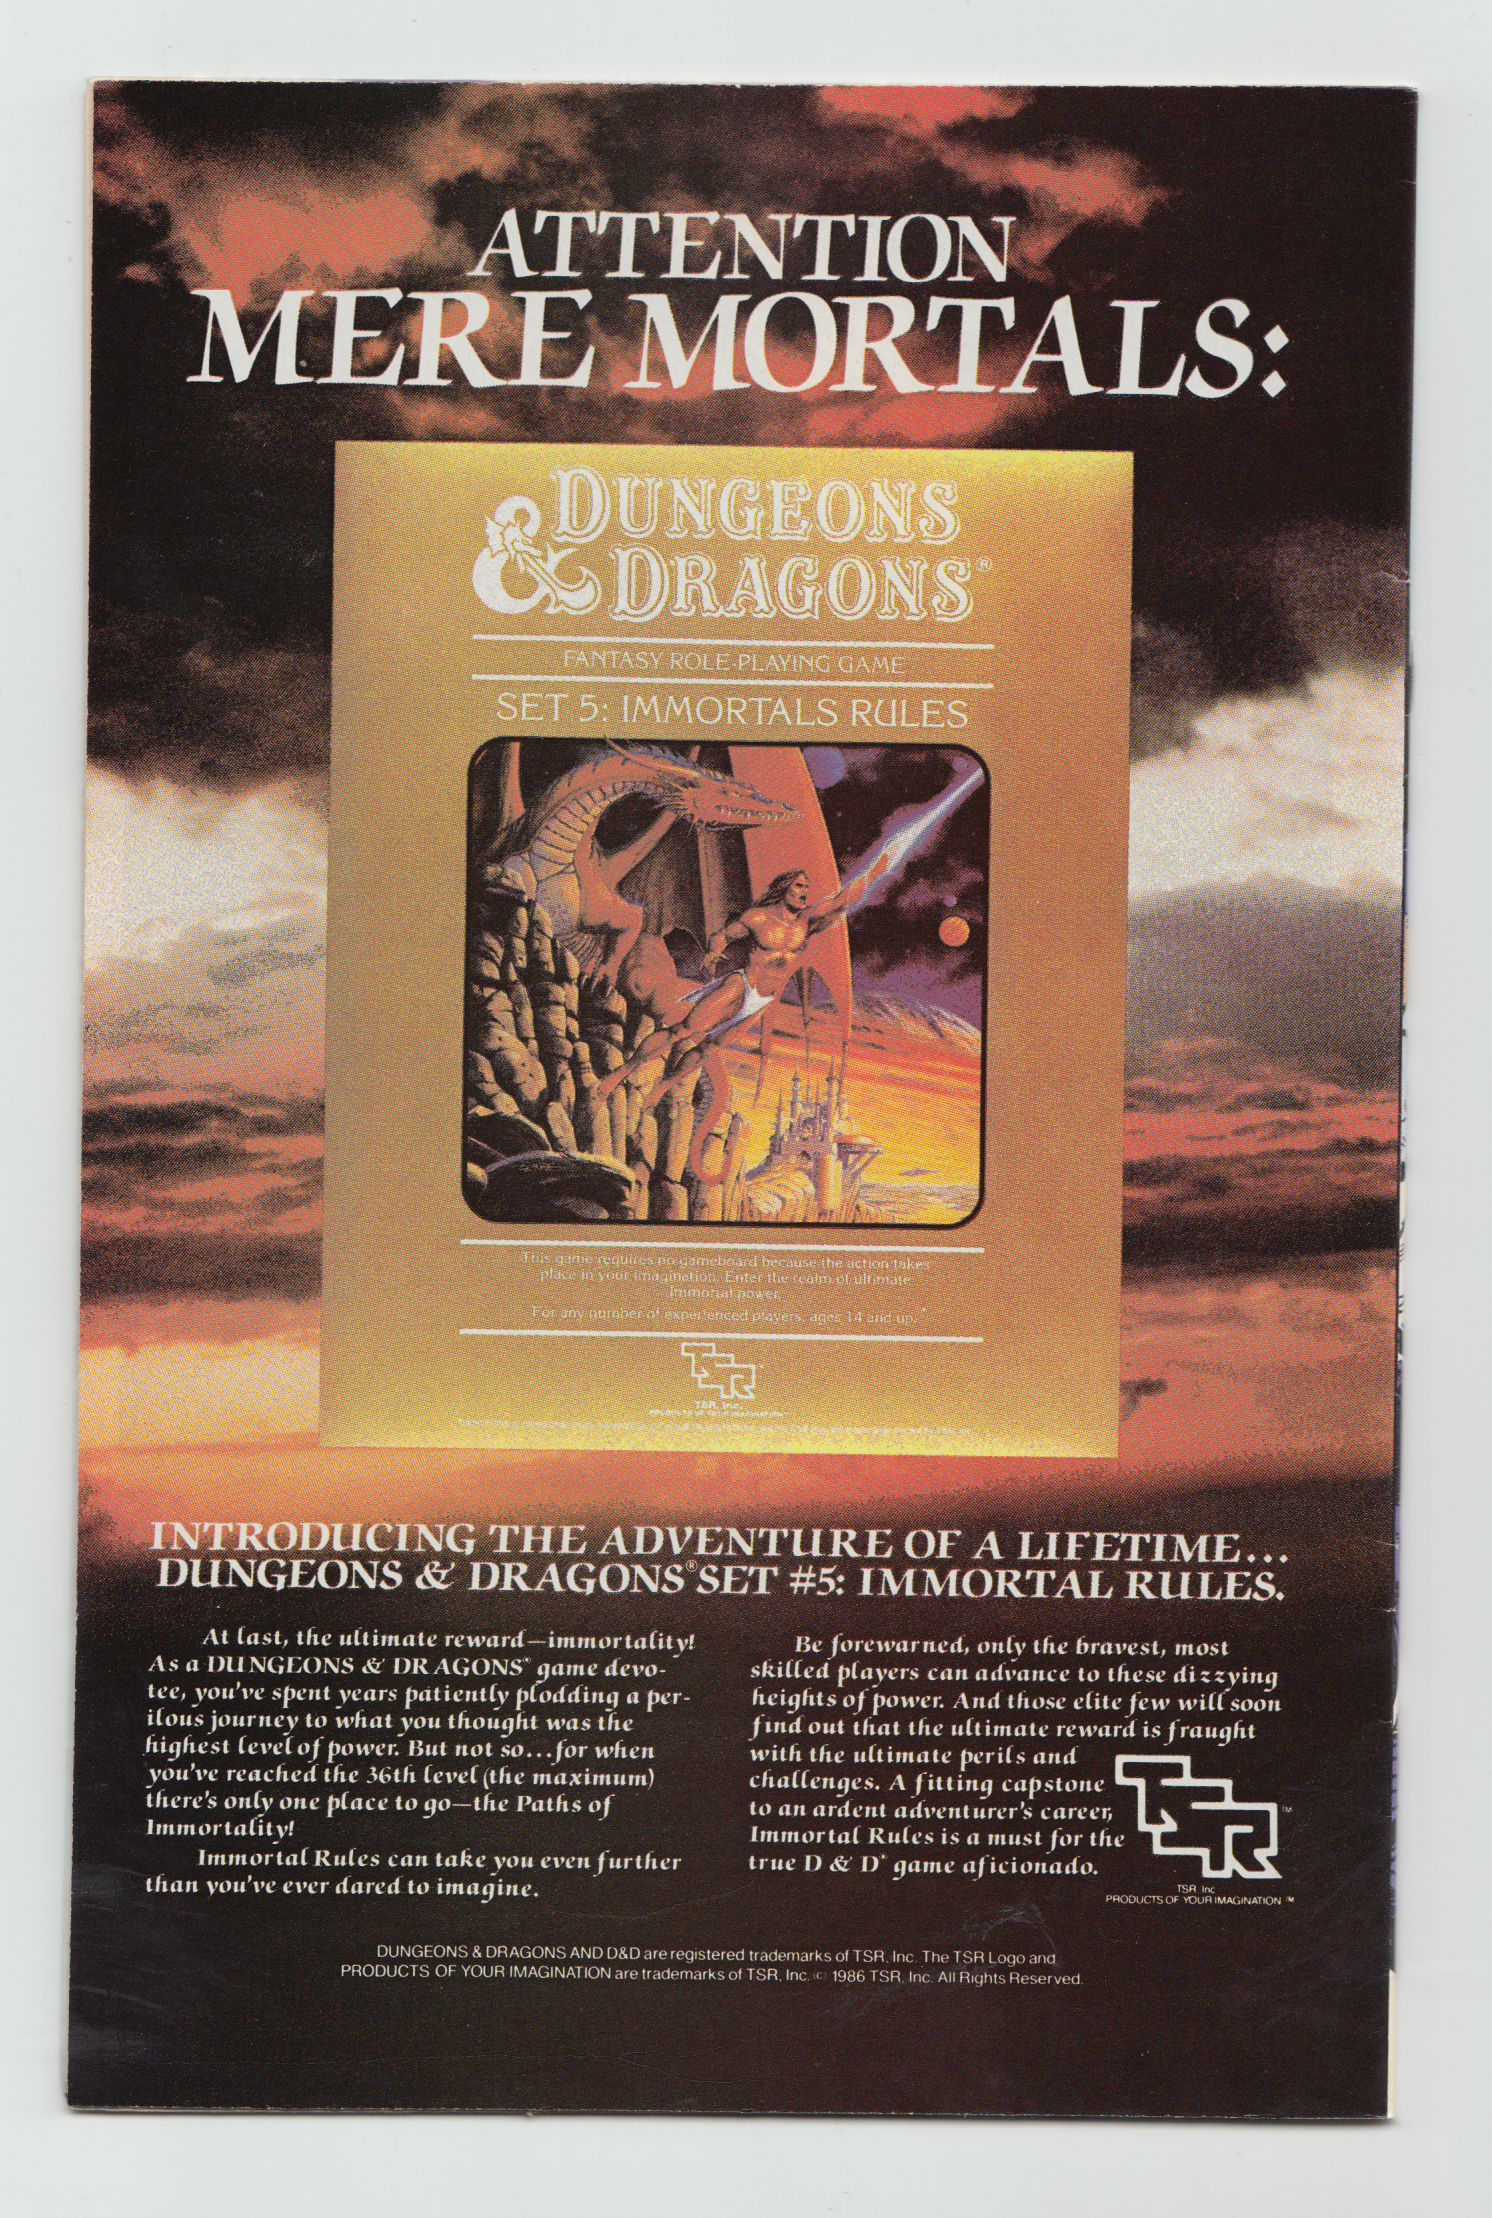 ATTENTION
MERE MORTALS:
DUNGEONS
& DRAGONS®
FANTASY ROLE-PLAYING GAME
SET 5: IMMORTALS RULES
This game requires no gameboard because the action takes
place in your imagination. Enter the realm of ultimate
Immortal power.
For any number of experienced players, ages 14 and up.
TSR™
TSR, Inc.
PRODUCTS OF YOUR IMAGINATION
INTRODUCING THE ADVENTURE OF A LIFETIME...
DUNGEONS & DRAGONS® SET #5: IMMORTAL RULES.
At last, the ultimate reward—immortality!
As a DUNGEONS & DRAGONS® game devo-
tee, you've spent years patiently plodding a per-
ilous journey to what you thought was the
highest level of power. But not so...for when
you've reached the 36th level (the maximum)
there's only one place to go—the Paths of
Immortality!
Immortal Rules can take you even further
than you've ever dared to imagine.
Be forewarned, only the bravest, most
skilled players can advance to these dizzying
heights of power. And those elite few will soon
find out that the ultimate reward is fraught
with the ultimate perils and
challenges. A fitting capstone
to an ardent adventurer's career,
Immortal Rules is a must for the
true D & D® game aficionado.
TSR™
TSR, Inc.
PRODUCTS OF YOUR IMAGINATION™
DUNGEONS & DRAGONS AND D&D are registered trademarks of TSR, Inc. The TSR Logo and
PRODUCTS OF YOUR IMAGINATION are trademarks of TSR, Inc. (c) 1986 TSR, Inc. All Rights Reserved.